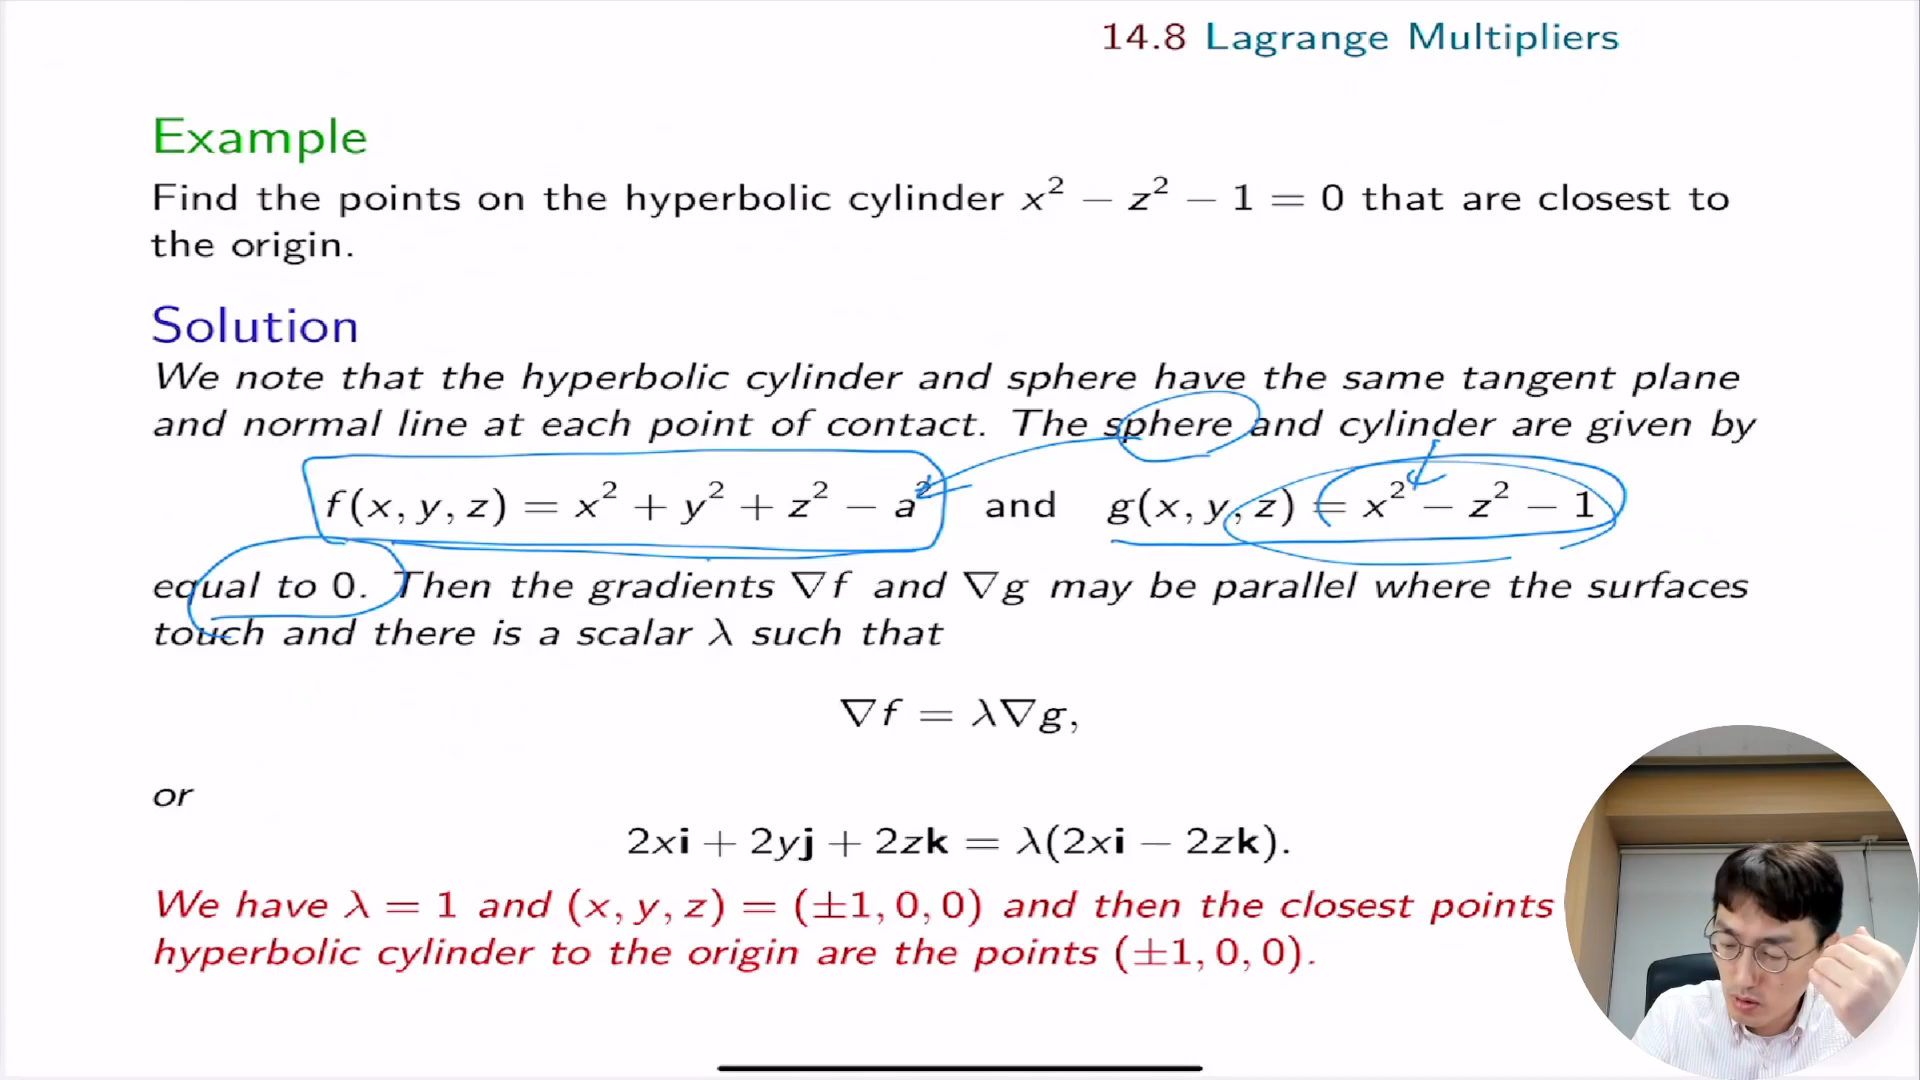 14.8 Lagrange Multipliers
Example
Find the points on the hyperbolic cylinder x² − z² − 1 = 0 that are closest to
the origin.
Solution
We note that the hyperbolic cylinder and sphere have the same tangent plane
and normal line at each point of contact. The sphere and cylinder are given by
f(x, y, z) = x² + y² + z² − a² and g(x, y, z) = x² − z² − 1
equal to 0. Then the gradients ∇f and ∇g may be parallel where the surfaces
touch and there is a scalar λ such that
∇f = λ∇g,
or
2x𝐢 + 2y𝐣 + 2z𝐤 = λ(2x𝐢 − 2z𝐤).
We have λ = 1 and (x, y, z) = (±1, 0, 0) and then the closest points
hyperbolic cylinder to the origin are the points (±1, 0, 0).